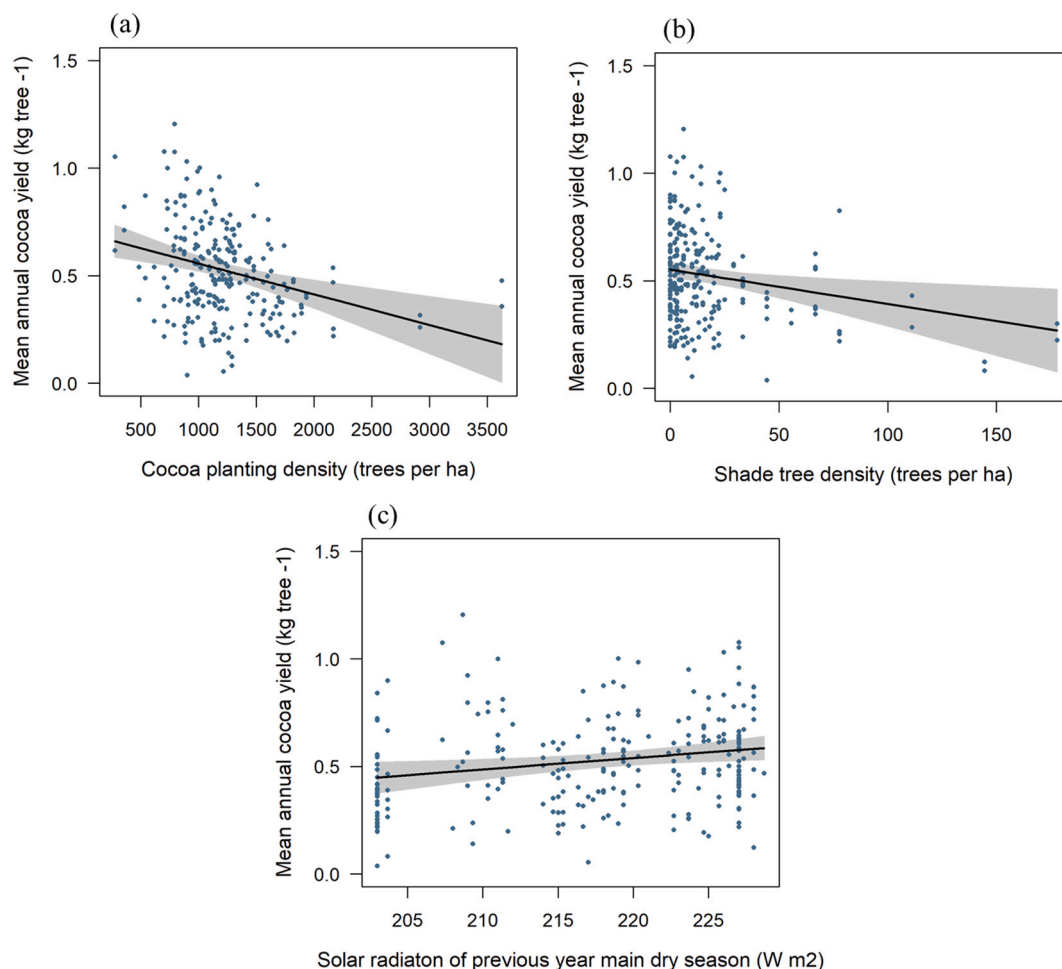 (a)
Mean annual cocoa yield (kg tree -1)
1.5
1.0
0.5
0.0
500 1000 1500 2000 2500 3000 3500
Cocoa planting density (trees per ha)
(b)
Mean annual cocoa yield (kg tree -1)
1.5
1.0
0.5
0.0
0 50 100 150
Shade tree density (trees per ha)
(c)
Mean annual cocoa yield (kg tree -1)
1.5
1.0
0.5
0.0
205 210 215 220 225
Solar radiaton of previous year main dry season (W m2)